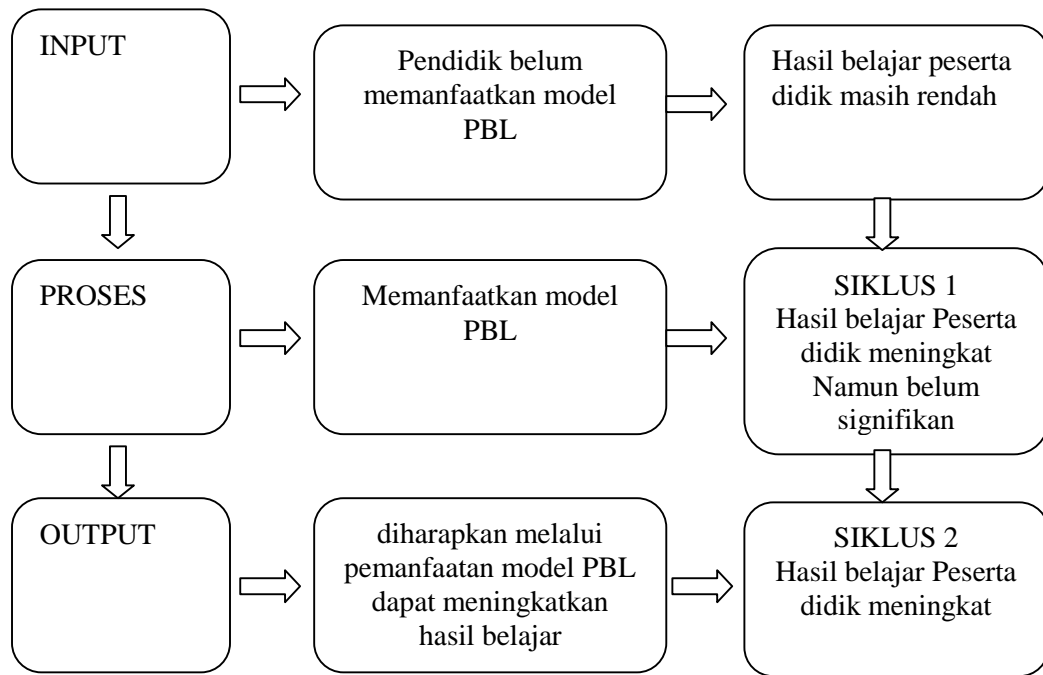 INPUT
Pendidik belum
memanfaatkan model
PBL
Hasil belajar peserta
didik masih rendah
PROSES
Memanfaatkan model
PBL
SIKLUS 1
Hasil belajar Peserta
didik meningkat
Namun belum
signifikan
OUTPUT
diharapkan melalui
pemanfaatan model PBL
dapat meningkatkan
hasil belajar
SIKLUS 2
Hasil belajar Peserta
didik meningkat